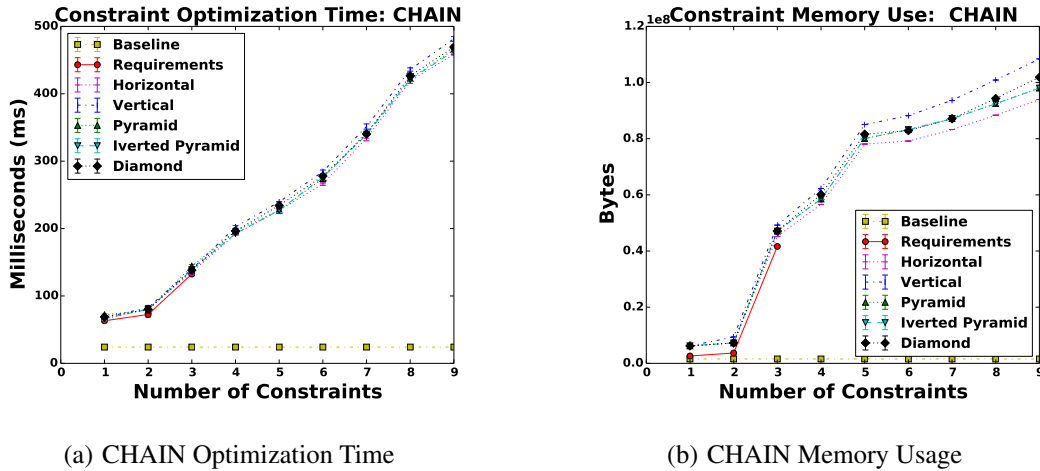 Constraint Optimization Time: CHAIN
500
400
300
200
100
0
Milliseconds (ms)
Baseline
Requirements
Horizontal
Vertical
Pyramid
Iverted Pyramid
Diamond
0 1 2 3 4 5 6 7 8 9
Number of Constraints
(a) CHAIN Optimization Time
Constraint Memory Use: CHAIN
1e8
1.2
1.0
0.8
0.6
0.4
0.2
0.0
Bytes
Baseline
Requirements
Horizontal
Vertical
Pyramid
Iverted Pyramid
Diamond
0 1 2 3 4 5 6 7 8 9
Number of Constraints
(b) CHAIN Memory Usage